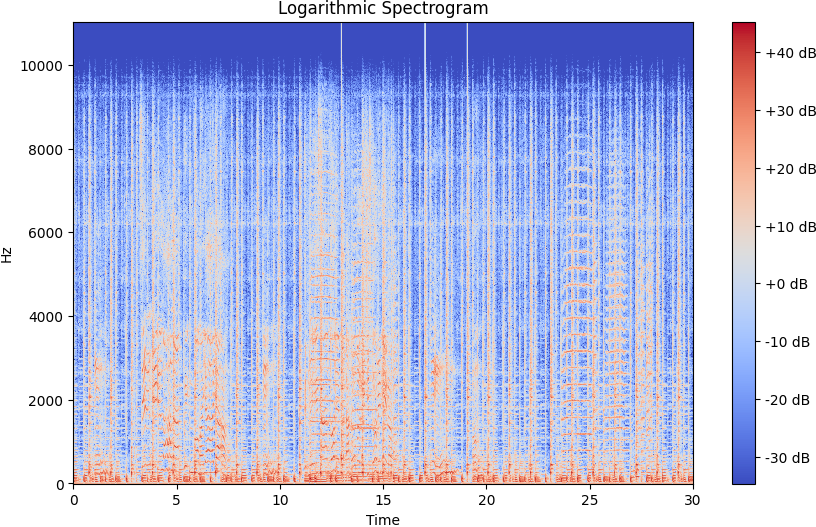 Logarithmic Spectrogram
Hz
10000
8000
6000
4000
2000
0
0 5 10 15 20 25 30
Time
+40 dB
+30 dB
+20 dB
+10 dB
+0 dB
-10 dB
-20 dB
-30 dB